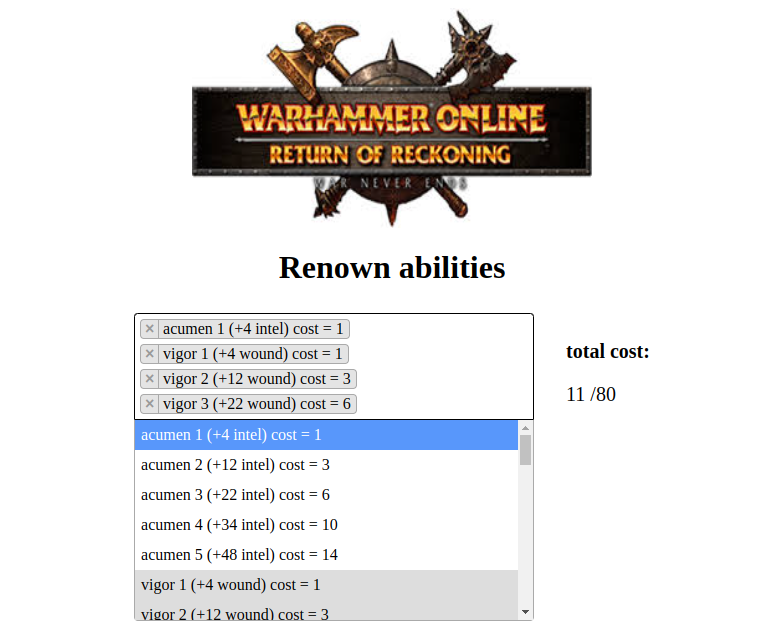 WARHAMMER ONLINE
RETURN OF RECKONING
WAR NEVER ENDS
Renown abilities
× acumen 1 (+4 intel) cost = 1
× vigor 1 (+4 wound) cost = 1
× vigor 2 (+12 wound) cost = 3
× vigor 3 (+22 wound) cost = 6
total cost:
11 /80
acumen 1 (+4 intel) cost = 1
acumen 2 (+12 intel) cost = 3
acumen 3 (+22 intel) cost = 6
acumen 4 (+34 intel) cost = 10
acumen 5 (+48 intel) cost = 14
vigor 1 (+4 wound) cost = 1
vigor 2 (+12 wound) cost = 3